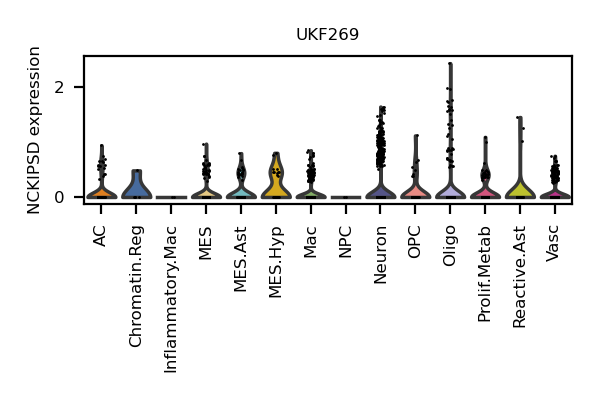 UKF269
NCKIPSD expression
2
0
AC
Chromatin.Reg
Inflammatory.Mac
MES
MES.Ast
MES.Hyp
Mac
NPC
Neuron
OPC
Oligo
Prolif.Metab
Reactive.Ast
Vasc